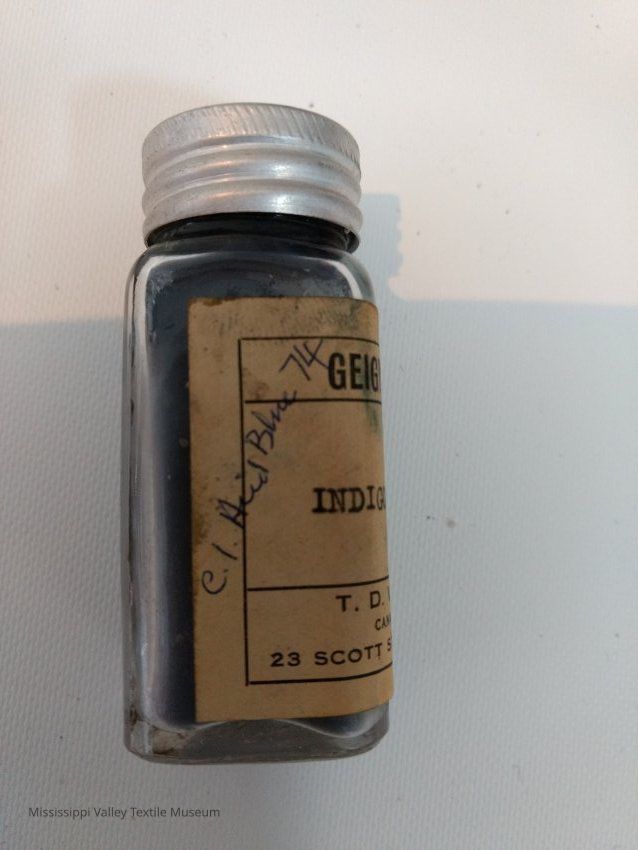 GEIG
C.I. Acid Blue 74
INDIG
T. D.
CAN
23 SCOTT S
Mississippi Valley Textile Museum